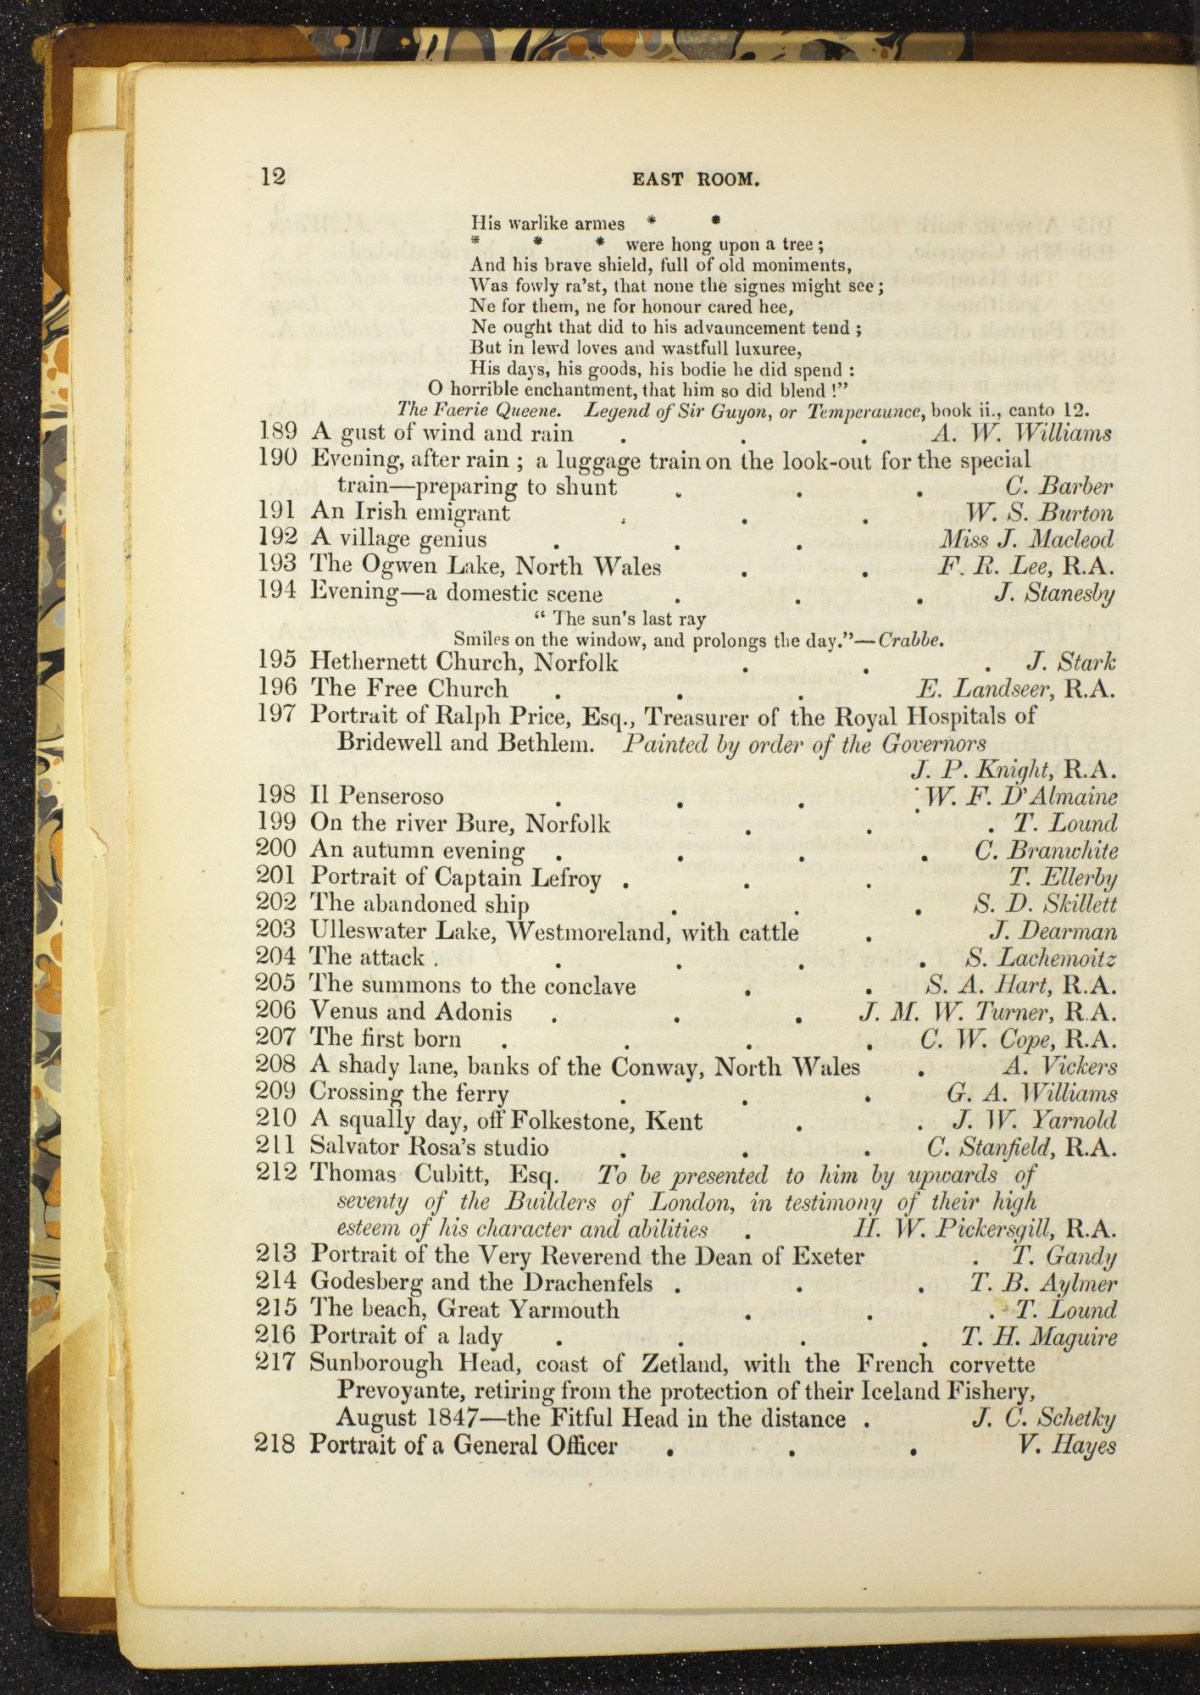 12 EAST ROOM.
His warlike armes * *
* * * were hong upon a tree;
And his brave shield, full of old moniments,
Was fowly ra'st, that none the signes might see;
Ne for them, ne for honour cared hee,
Ne ought that did to his advauncement tend;
But in lewd loves and wastfull luxuree,
His days, his goods, his bodie he did spend:
O horrible enchantment, that him so did blend!"
The Faerie Queene. Legend of Sir Guyon, or Temperaunce, book ii., canto 12.
189 A gust of wind and rain . . . A. W. Williams
190 Evening, after rain; a luggage train on the look-out for the special
train—preparing to shunt . . . C. Barber
191 An Irish emigrant . . . W. S. Burton
192 A village genius . . . Miss J. Macleod
193 The Ogwen Lake, North Wales . . F. R. Lee, R.A.
194 Evening—a domestic scene . . . J. Stanesby
"The sun's last ray
Smiles on the window, and prolongs the day."—Crabbe.
195 Hethernett Church, Norfolk . . . J. Stark
196 The Free Church . . . E. Landseer, R.A.
197 Portrait of Ralph Price, Esq., Treasurer of the Royal Hospitals of
Bridewell and Bethlem. Painted by order of the Governors
J. P. Knight, R.A.
198 Il Penseroso . . . . W. F. D'Almaine
199 On the river Bure, Norfolk . . . T. Lound
200 An autumn evening . . . . C. Branwhite
201 Portrait of Captain Lefroy . . . T. Ellerby
202 The abandoned ship . . . S. D. Skillett
203 Ulleswater Lake, Westmoreland, with cattle . J. Dearman
204 The attack . . . . . S. Lachemoitz
205 The summons to the conclave . . S. A. Hart, R.A.
206 Venus and Adonis . . . J. M. W. Turner, R.A.
207 The first born . . . . C. W. Cope, R.A.
208 A shady lane, banks of the Conway, North Wales . A. Vickers
209 Crossing the ferry . . . G. A. Williams
210 A squally day, off Folkestone, Kent . . J. W. Yarnold
211 Salvator Rosa's studio . . . C. Stanfield, R.A.
212 Thomas Cubitt, Esq. To be presented to him by upwards of
seventy of the Builders of London, in testimony of their high
esteem of his character and abilities . H. W. Pickersgill, R.A.
213 Portrait of the Very Reverend the Dean of Exeter . T. Gandy
214 Godesberg and the Drachenfels . . . T. B. Aylmer
215 The beach, Great Yarmouth . . . T. Lound
216 Portrait of a lady . . . . T. H. Maguire
217 Sunborough Head, coast of Zetland, with the French corvette
Prevoyante, retiring from the protection of their Iceland Fishery,
August 1847—the Fitful Head in the distance . J. C. Schetky
218 Portrait of a General Officer . . . V. Hayes